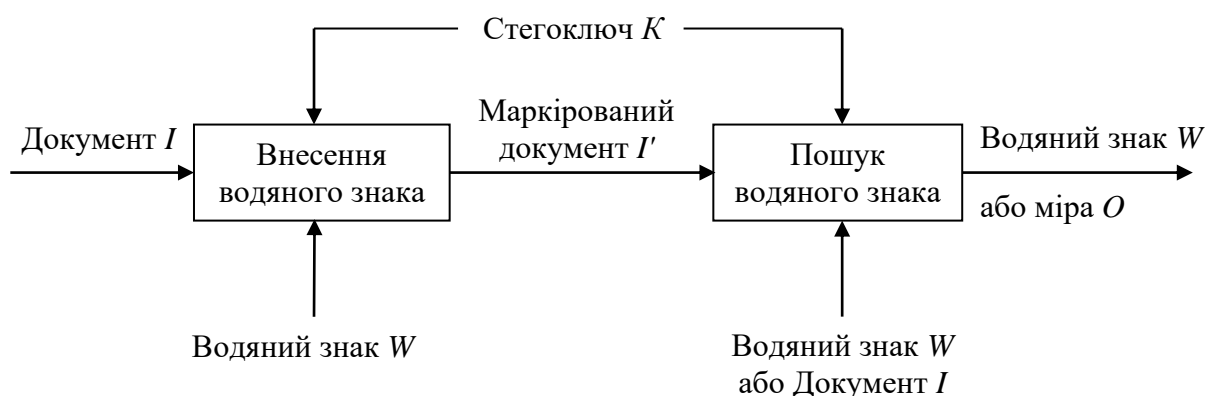 Стегоключ К
Документ I
Внесення
водяного знака
Маркірований
документ I'
Пошук
водяного знака
Водяний знак W
або міра O
Водяний знак W
Водяний знак W
або Документ I